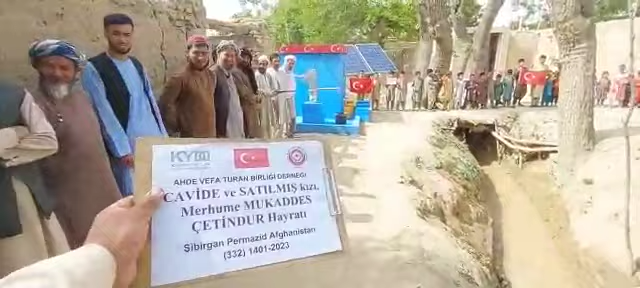 KYM
AHDE VEFA TURAN BİRLİĞİ DERNEĞİ
CAVİDE ve SATILMIŞ kızı,
Merhume MUKADDES
ÇETİNDUR Hayratı
Sibirgan Permazid Afghanistan
(332) 1401-2023